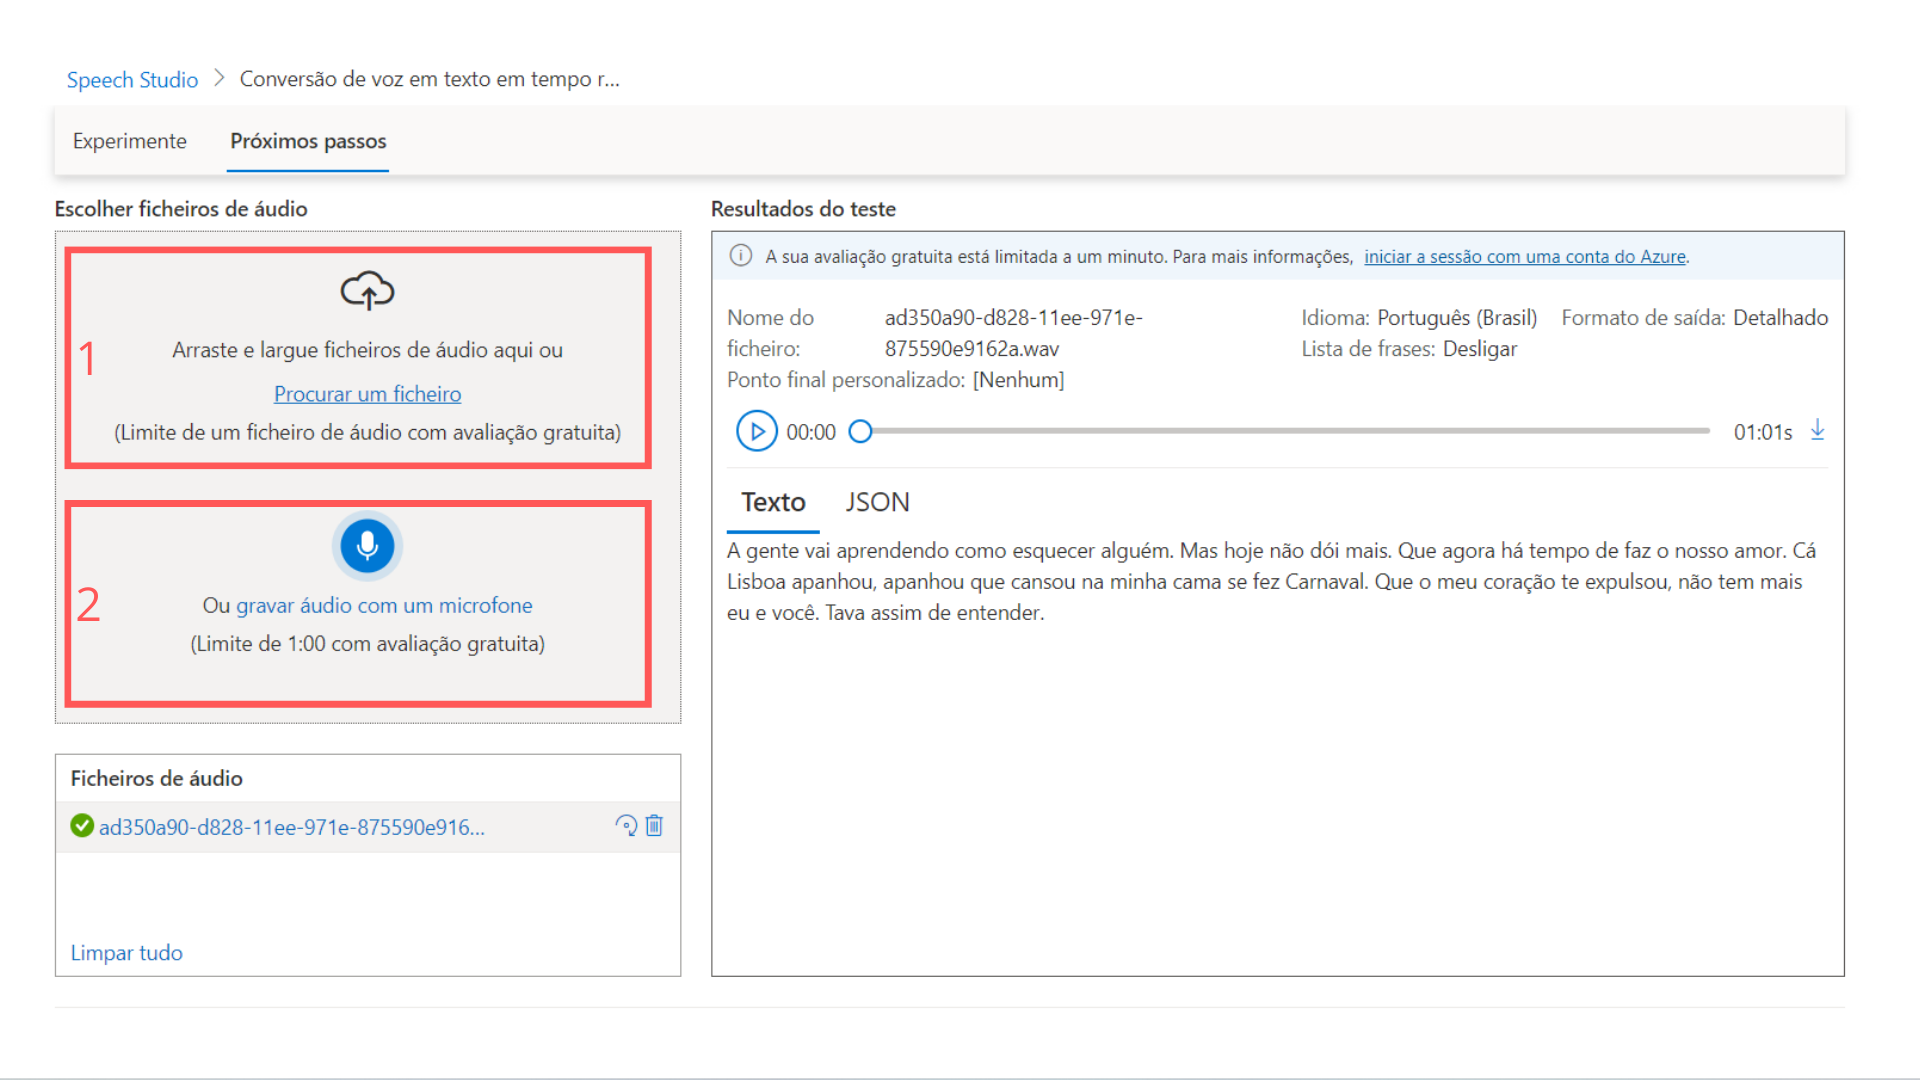 Speech Studio > Conversão de voz em texto em tempo r...
Experimente Próximos passos
Escolher ficheiros de áudio
1
Arraste e largue ficheiros de áudio aqui ou
Procurar um ficheiro
(Limite de um ficheiro de áudio com avaliação gratuita)
2
Ou gravar áudio com um microfone
(Limite de 1:00 com avaliação gratuita)
Ficheiros de áudio
ad350a90-d828-11ee-971e-875590e916...
Limpar tudo
Resultados do teste
A sua avaliação gratuita está limitada a um minuto. Para mais informações, iniciar a sessão com uma conta do Azure.
Nome do ficheiro: ad350a90-d828-11ee-971e-875590e9162a.wav
Idioma: Português (Brasil) Formato de saída: Detalhado
Lista de frases: Desligar
Ponto final personalizado: [Nenhum]
00:00 01:01s
Texto JSON
A gente vai aprendendo como esquecer alguém. Mas hoje não dói mais. Que agora há tempo de faz o nosso amor. Cá
Lisboa apanhou, apanhou que cansou na minha cama se fez Carnaval. Que o meu coração te expulsou, não tem mais
eu e você. Tava assim de entender.